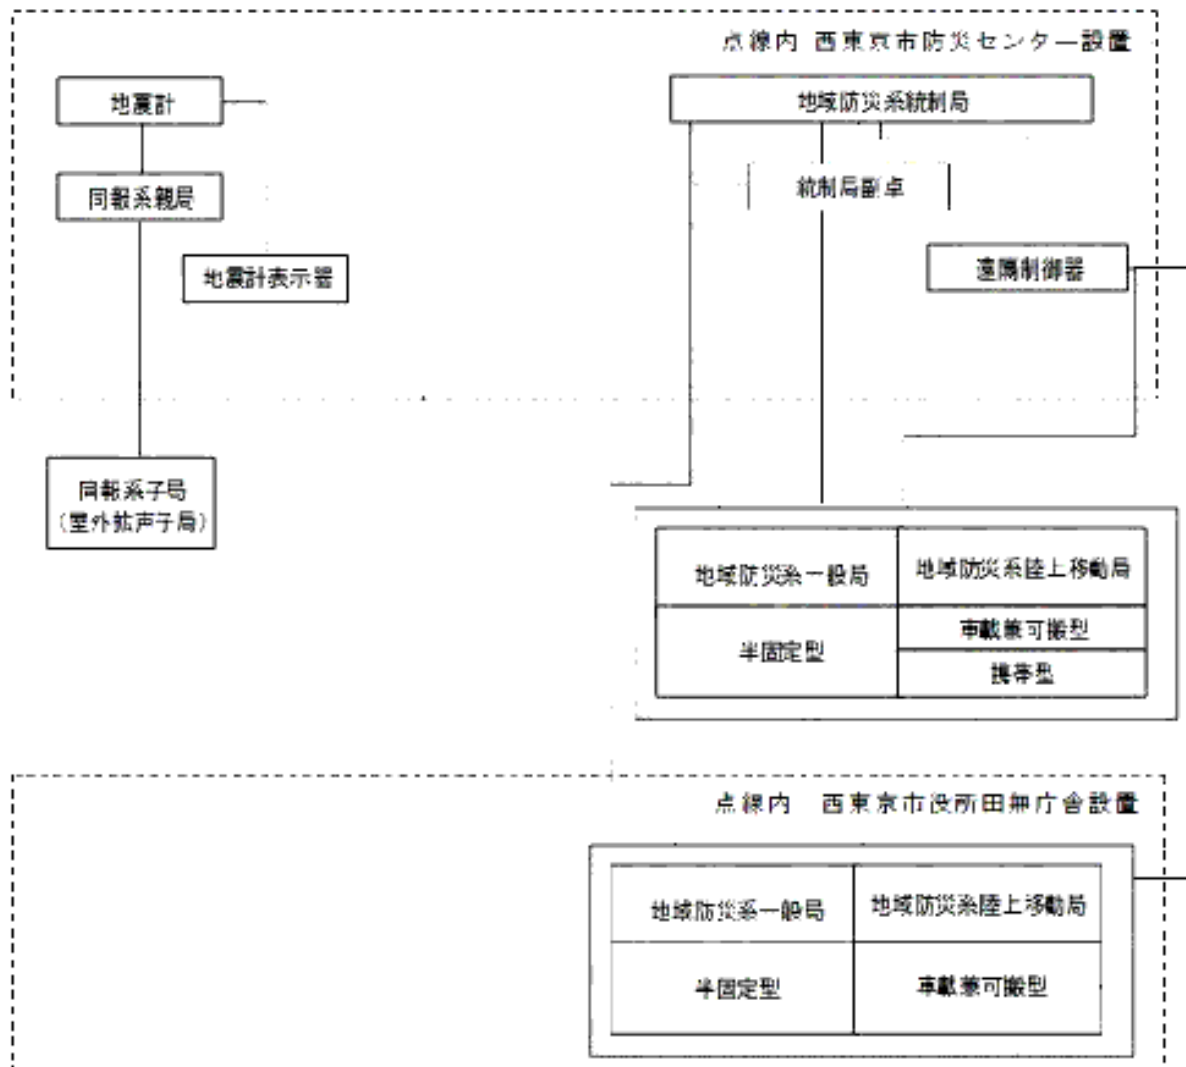 点線内 西東京市防災センター設置
地震計
地域防災系統制局
同報系親局
統制局副卓
地震計表示器
遠隔制御器
同報系子局
(屋外拡声子局)
地域防災系一般局
地域防災系陸上移動局
半固定型
車載兼可搬型
携帯型
点線内 西東京市役所田無庁舎設置
地域防災系一般局
地域防災系陸上移動局
半固定型
車載兼可搬型